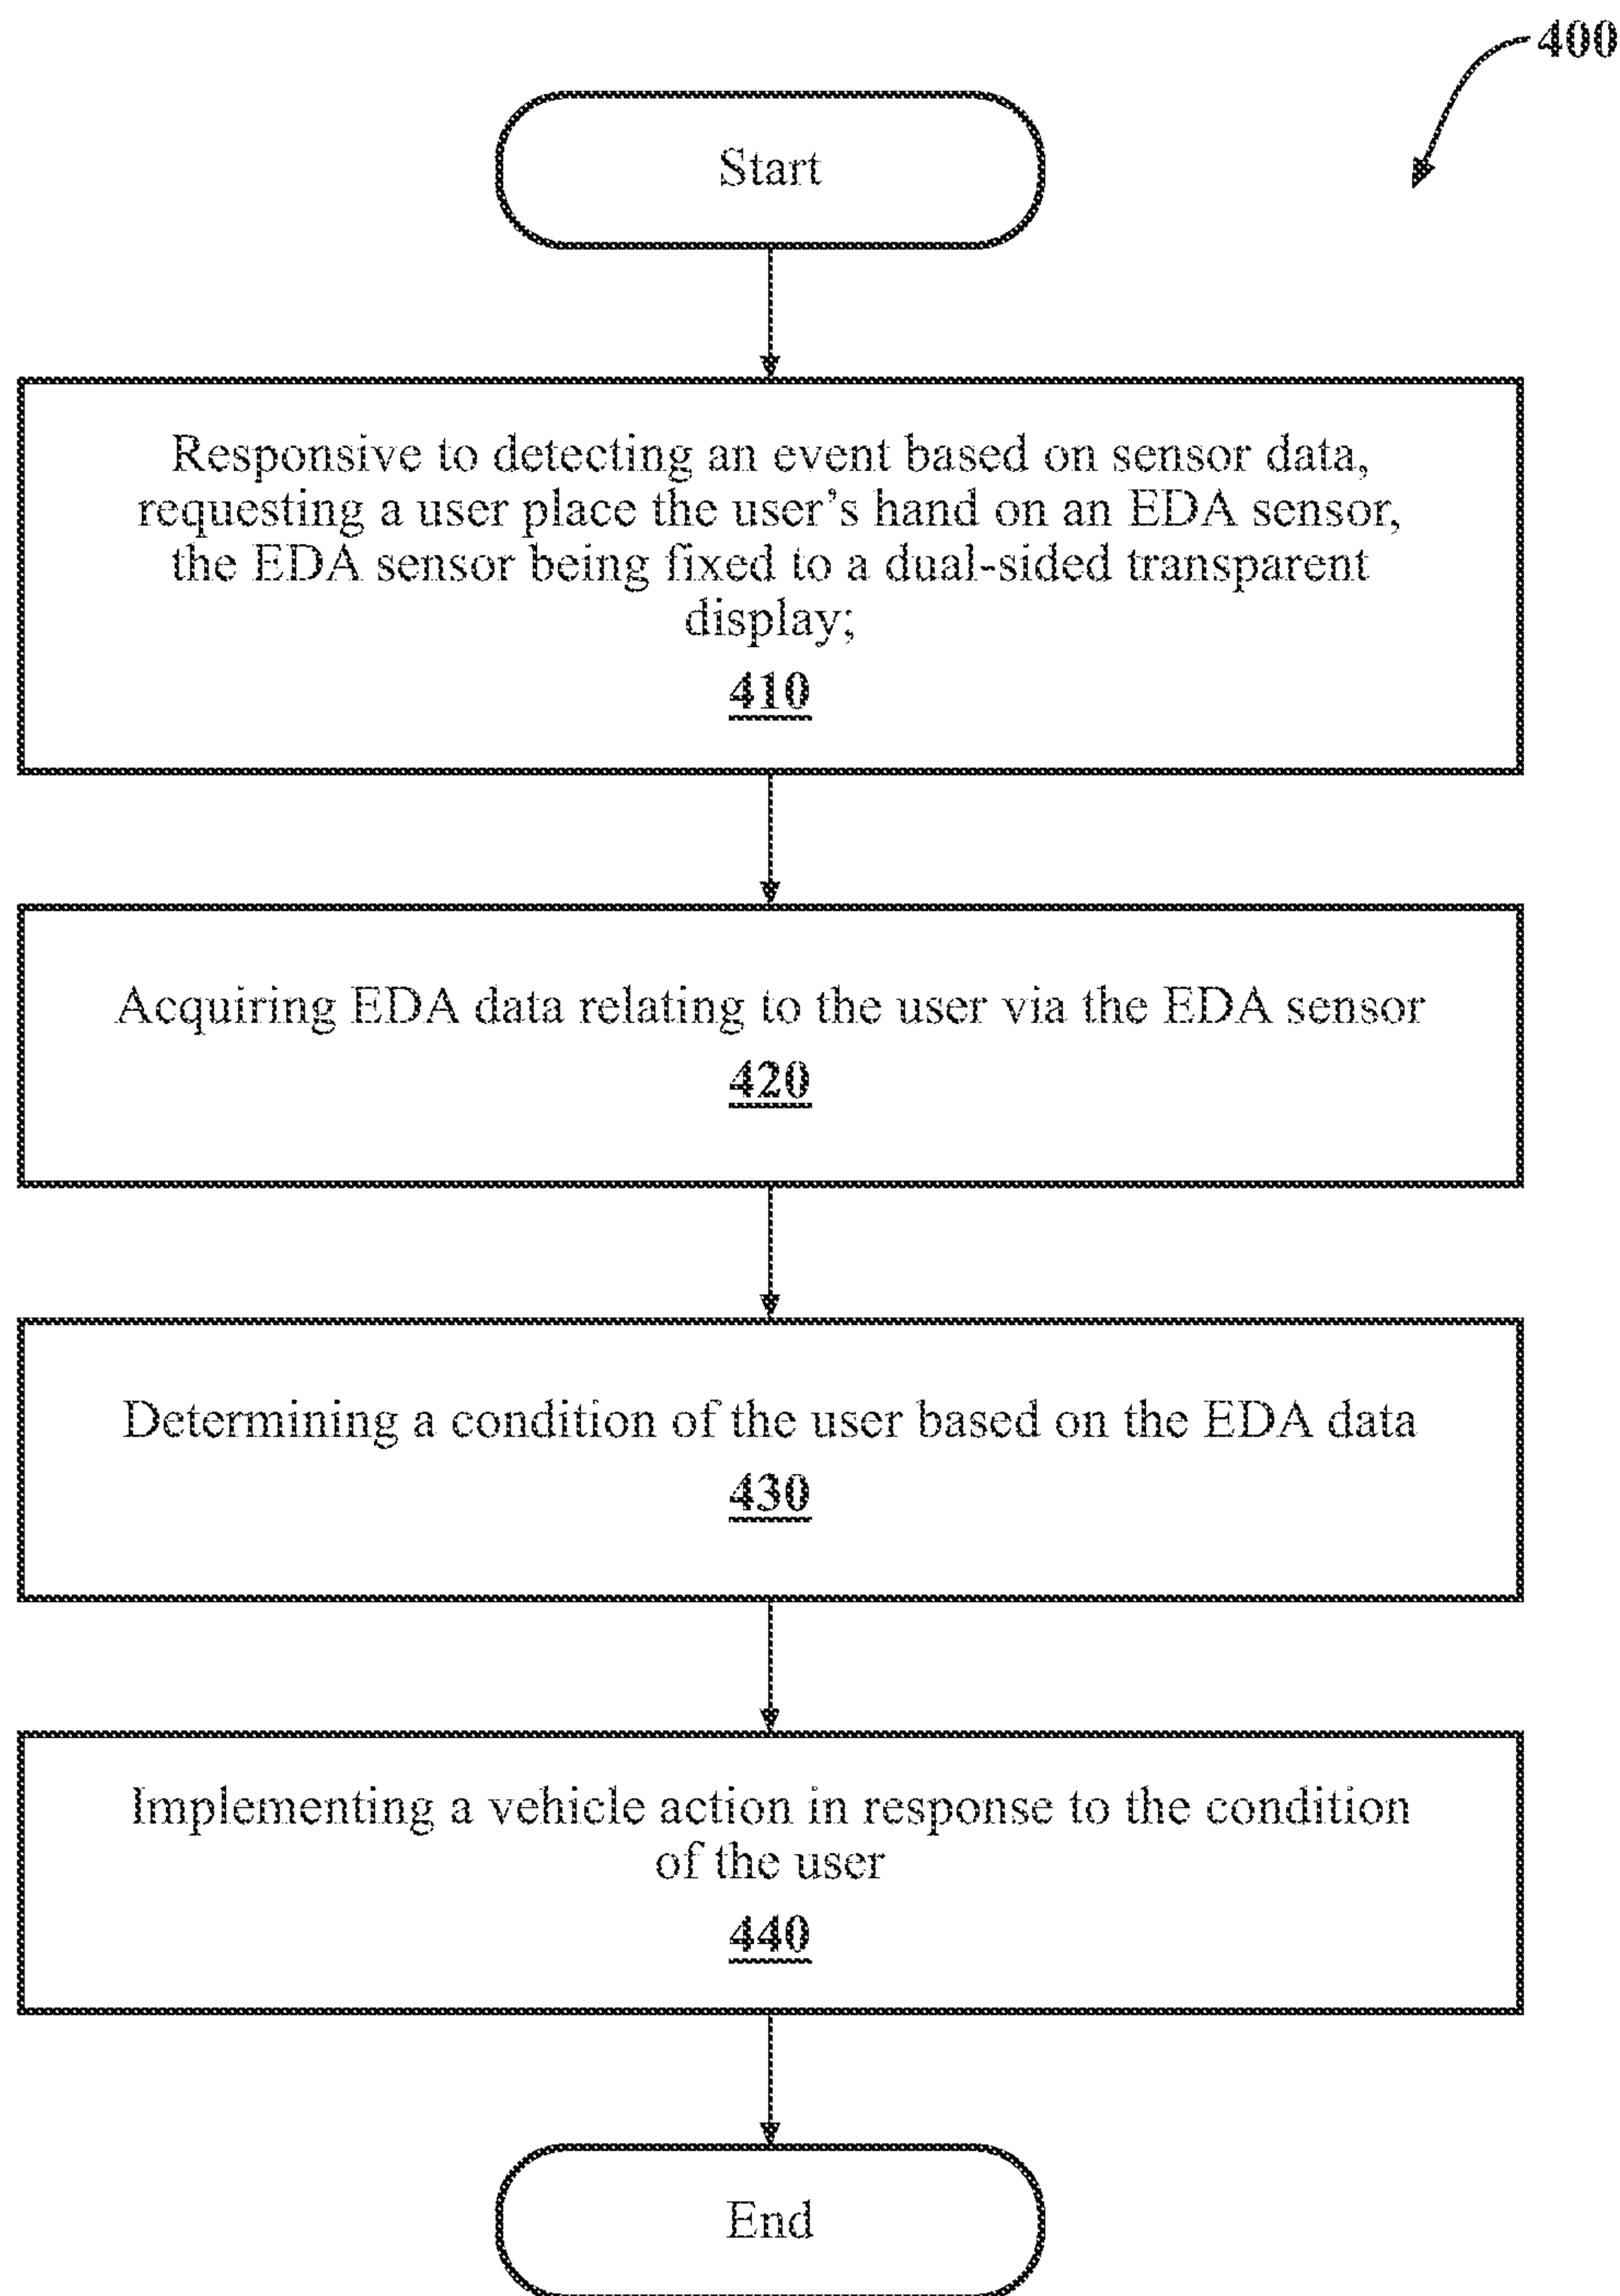 400
Start
Responsive to detecting an event based on sensor data,
requesting a user place the user's hand on an EDA sensor,
the EDA sensor being fixed to a dual-sided transparent
display;
410
Acquiring EDA data relating to the user via the EDA sensor
420
Determining a condition of the user based on the EDA data
430
Implementing a vehicle action in response to the condition
of the user
440
End